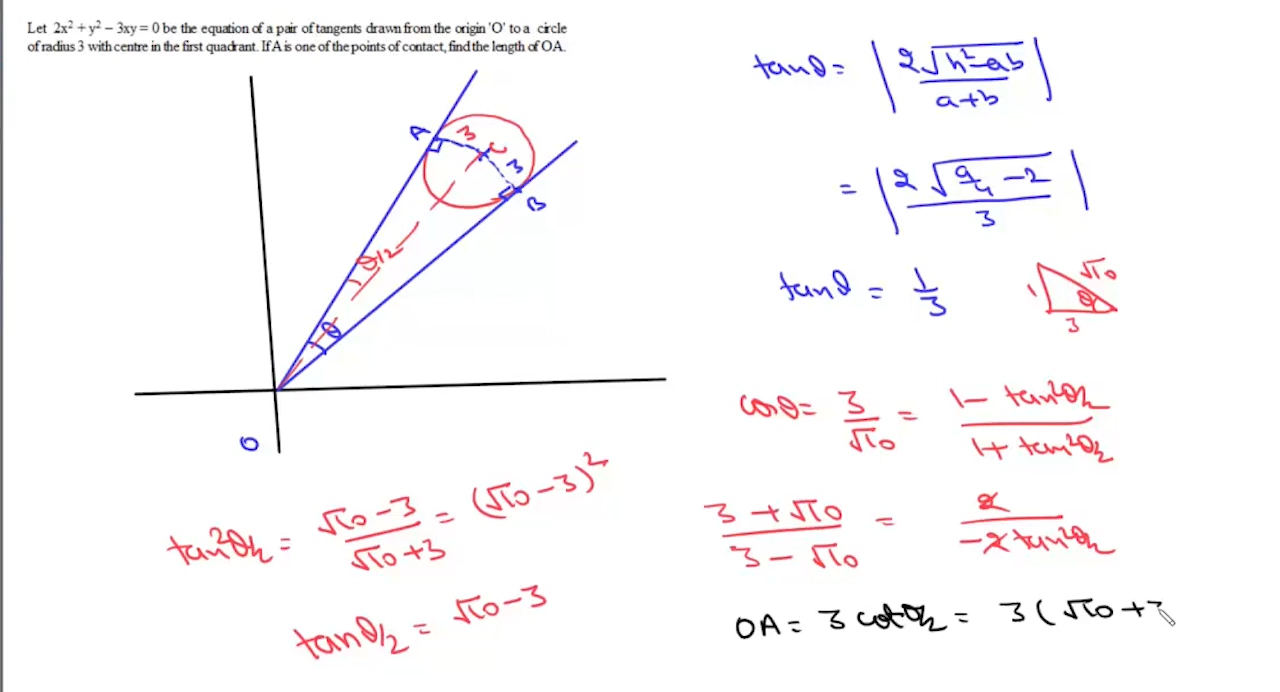 Let 2x² + y² – 3xy = 0 be the equation of a pair of tangents drawn from the origin 'O' to a circle
of radius 3 with centre in the first quadrant. If A is one of the points of contact, find the length of OA.
A
3
C
3
B
θ/2
θ
O
tanθ = | 2√(h²-ab) / (a+b) |
= | 2√(9/4 - 2) / 3 |
tanθ = 1/3
1
√10
θ
3
cosθ = 3/√10 = (1 - tan²θ/2) / (1 + tan²θ/2)
(3 + √10) / (3 - √10) = 2 / (-2 tan²θ/2)
tan²θ/2 = (√10 - 3) / (√10 + 3) = (√10 - 3)²
tanθ/2 = √10 - 3
OA = 3 cotθ/2 = 3(√10 + 3